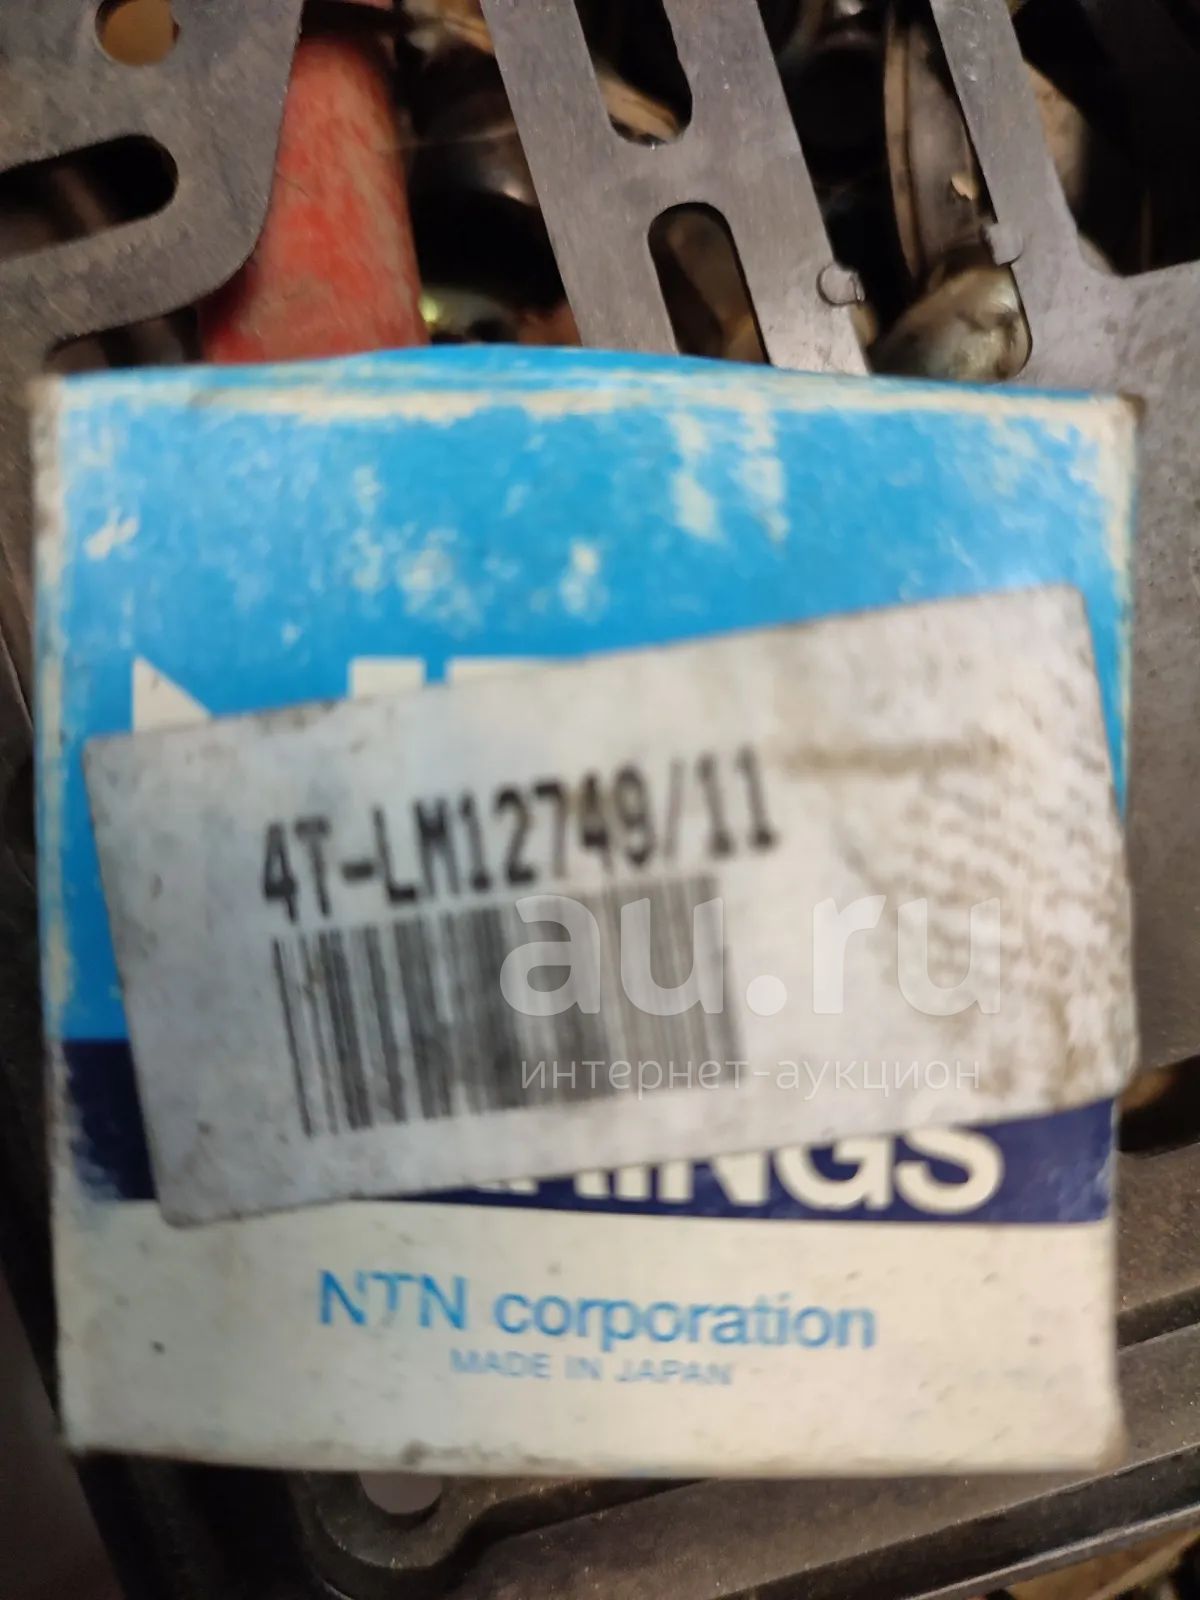 4T-LM12749/11
au.ru
интернет-аукцион
NTN corporation
MADE IN JAPAN